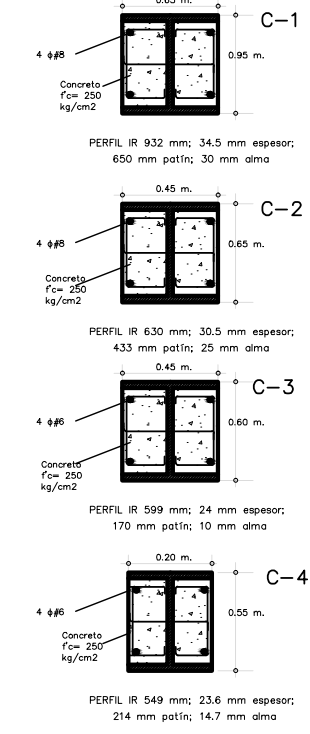 0.65 m.
C-1
4 φ#8
0.95 m.
Concreto
f'c= 250
kg/cm2
PERFIL IR 932 mm; 34.5 mm espesor;
650 mm patín; 30 mm alma
0.45 m.
C-2
4 φ#8
0.65 m.
Concreto
f'c= 250
kg/cm2
PERFIL IR 630 mm; 30.5 mm espesor;
433 mm patín; 25 mm alma
0.45 m.
C-3
4 φ#6
0.60 m.
Concreto
f'c= 250
kg/cm2
PERFIL IR 599 mm; 24 mm espesor;
170 mm patín; 10 mm alma
0.20 m.
C-4
4 φ#6
0.55 m.
Concreto
f'c= 250
kg/cm2
PERFIL IR 549 mm; 23.6 mm espesor;
214 mm patín; 14.7 mm alma